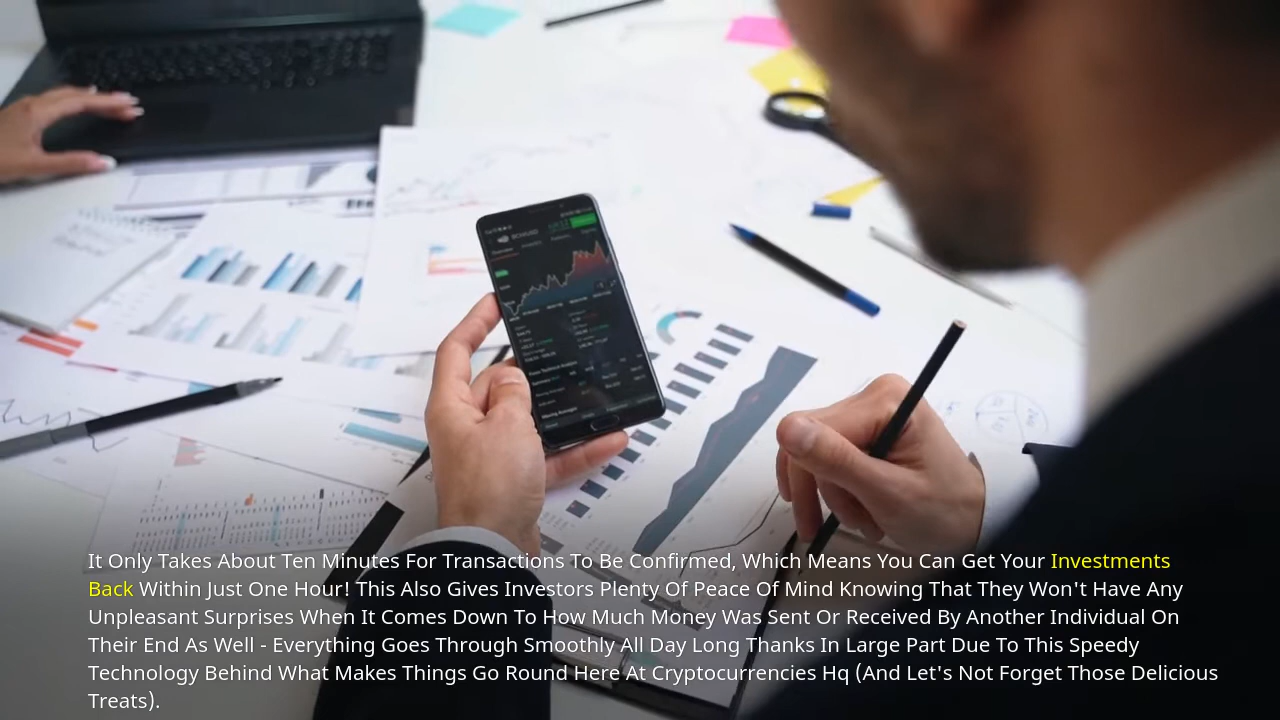 It Only Takes About Ten Minutes For Transactions To Be Confirmed, Which Means You Can Get Your Investments
Back Within Just One Hour! This Also Gives Investors Plenty Of Peace Of Mind Knowing That They Won't Have Any
Unpleasant Surprises When It Comes Down To How Much Money Was Sent Or Received By Another Individual On
Their End As Well - Everything Goes Through Smoothly All Day Long Thanks In Large Part Due To This Speedy
Technology Behind What Makes Things Go Round Here At Cryptocurrencies Hq (And Let's Not Forget Those Delicious
Treats).